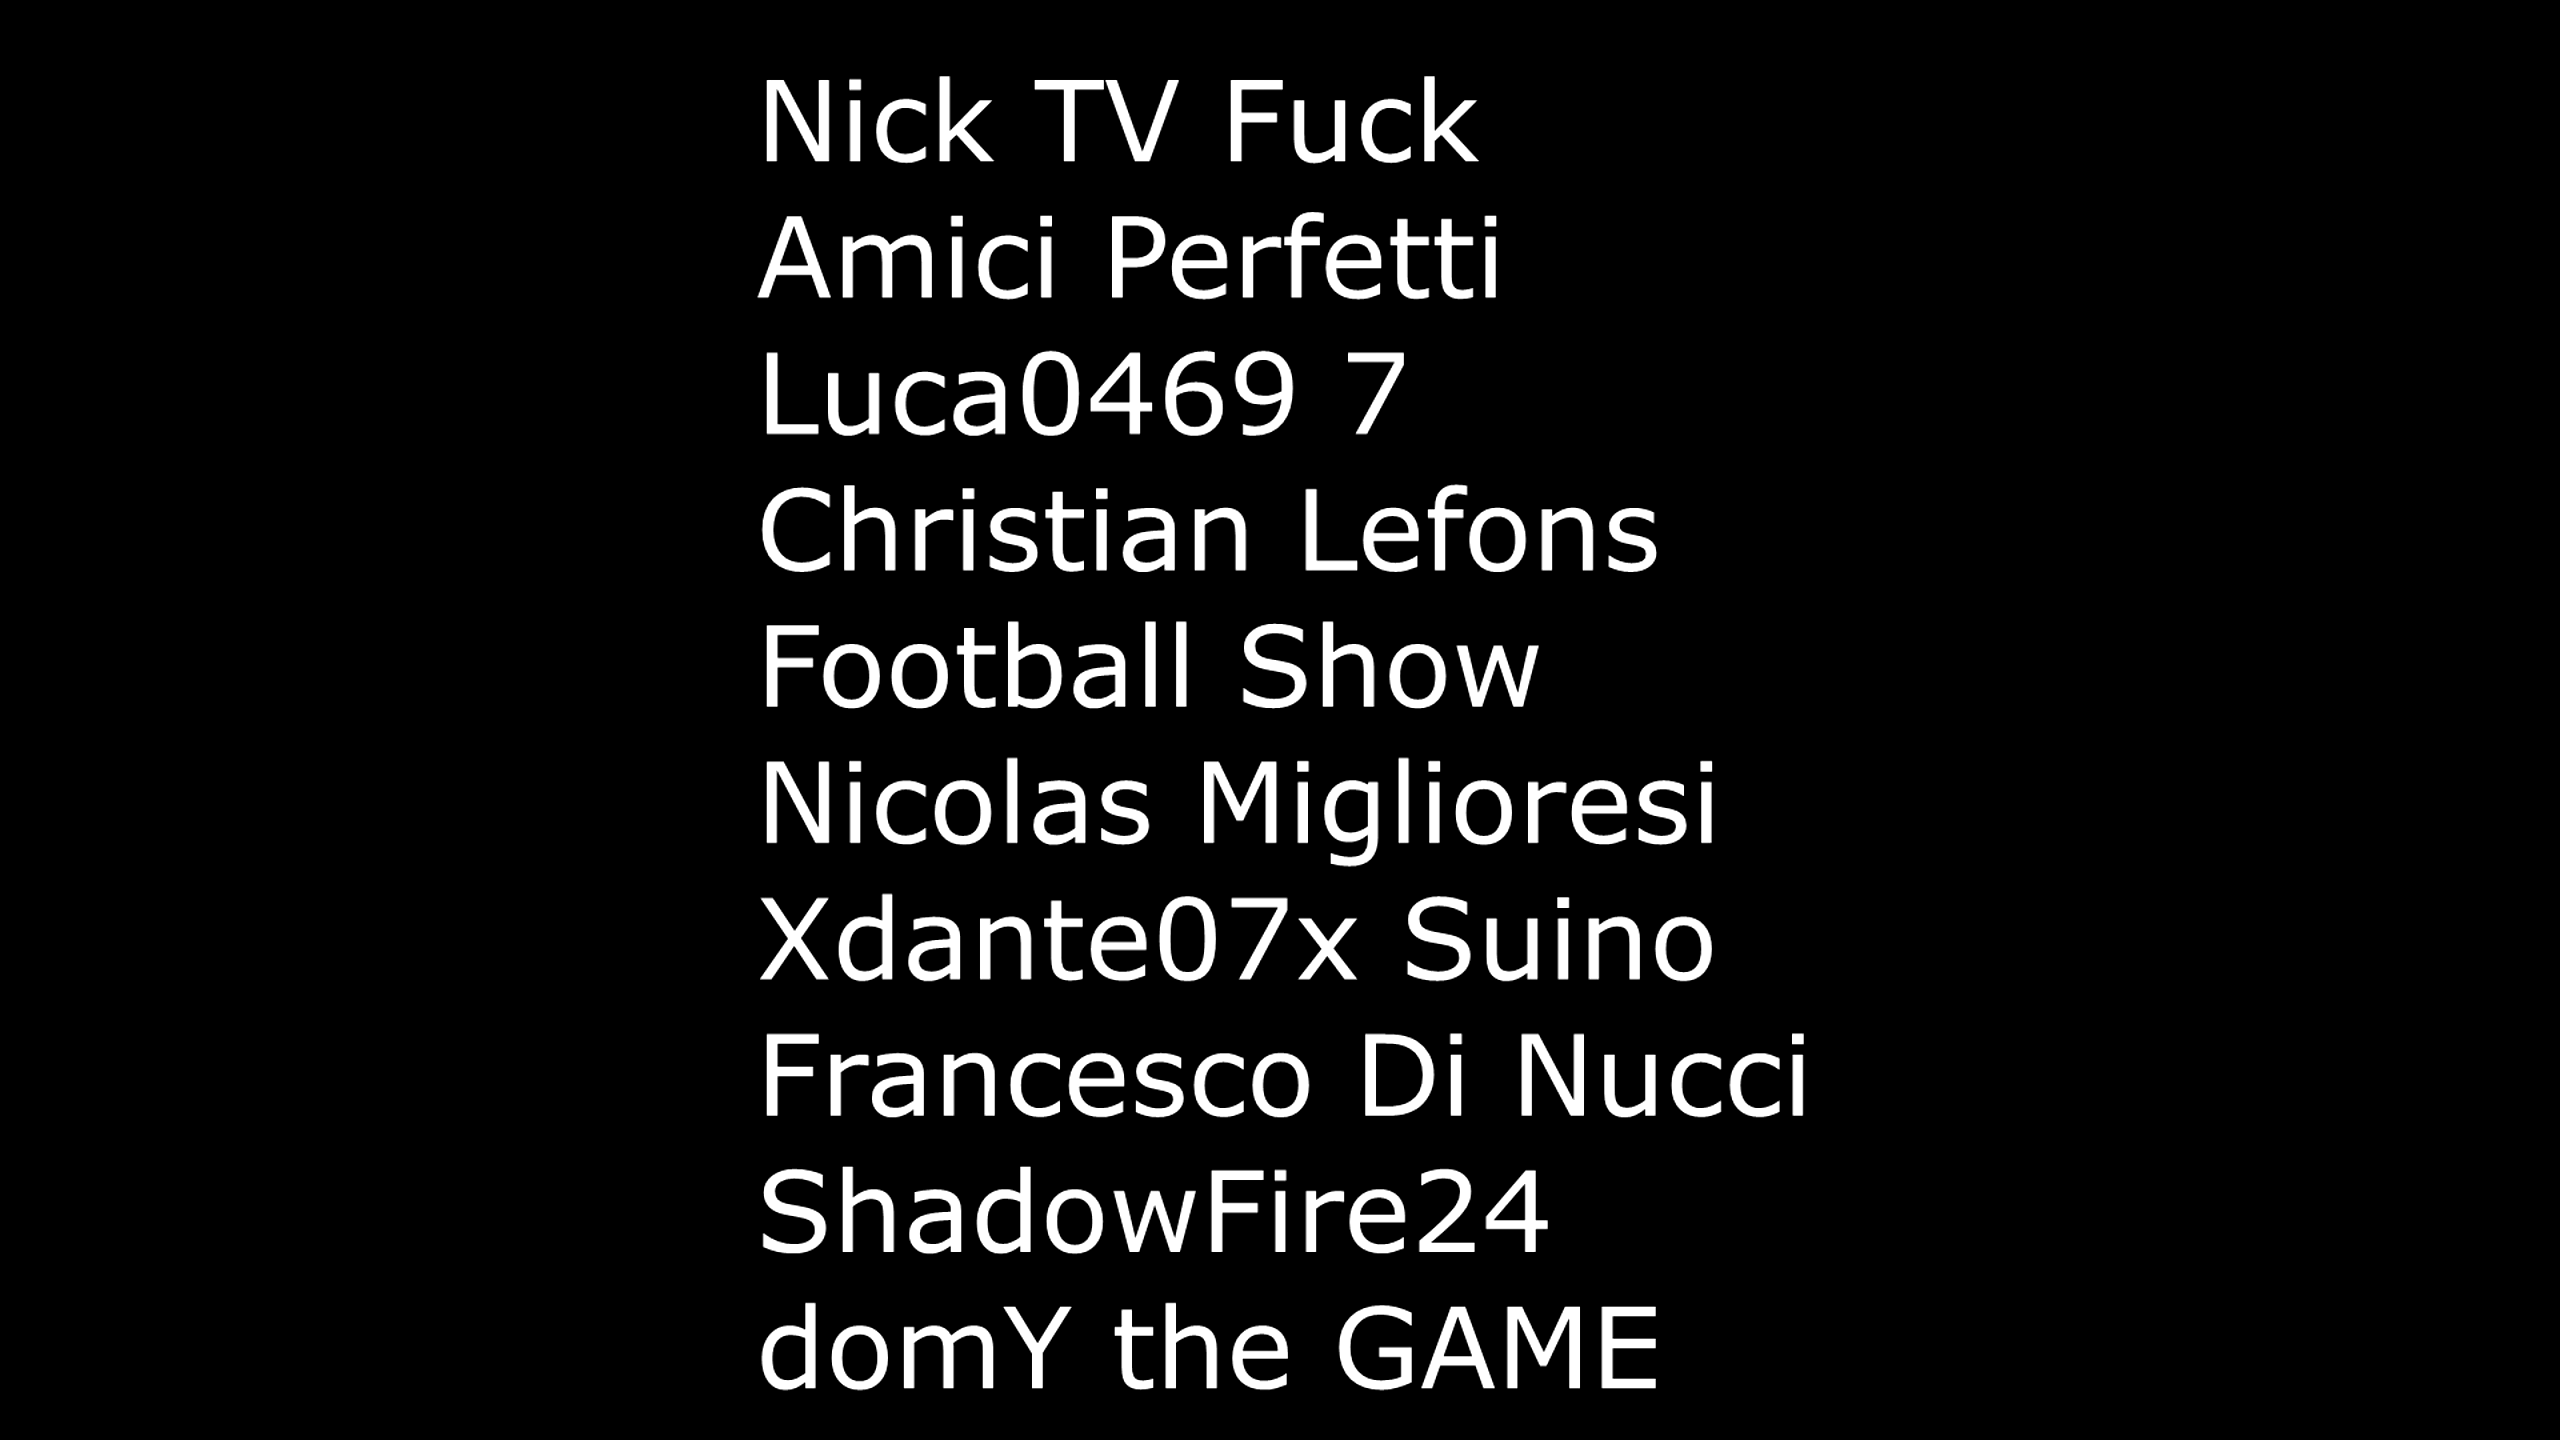 Nick TV Fuck
Amici Perfetti
Luca0469 7
Christian Lefons
Football Show
Nicolas Miglioresi
Xdante07x Suino
Francesco Di Nucci
ShadowFire24
domY the GAME